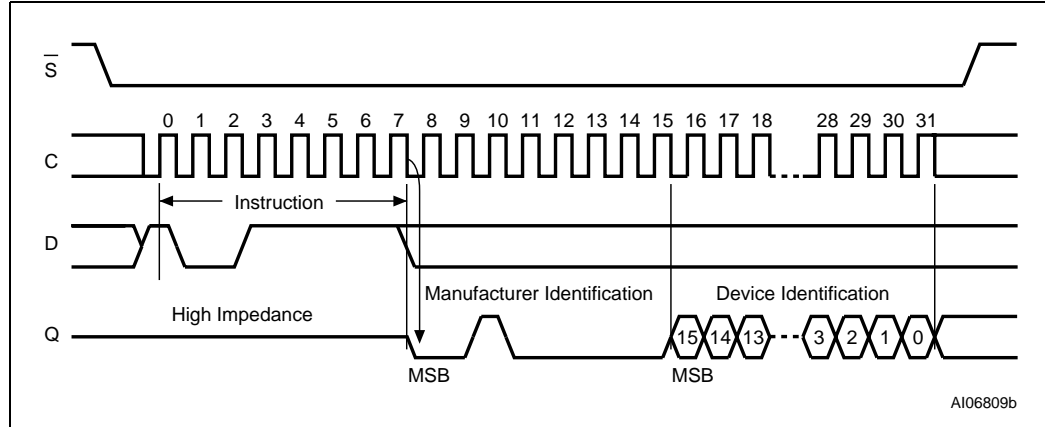 S
0 1 2 3 4 5 6 7 8 9 10 11 12 13 14 15 16 17 18 28 29 30 31
C
Instruction
D
Manufacturer Identification Device Identification
High Impedance
Q 15 14 13 3 2 1 0
MSB MSB
AI06809b